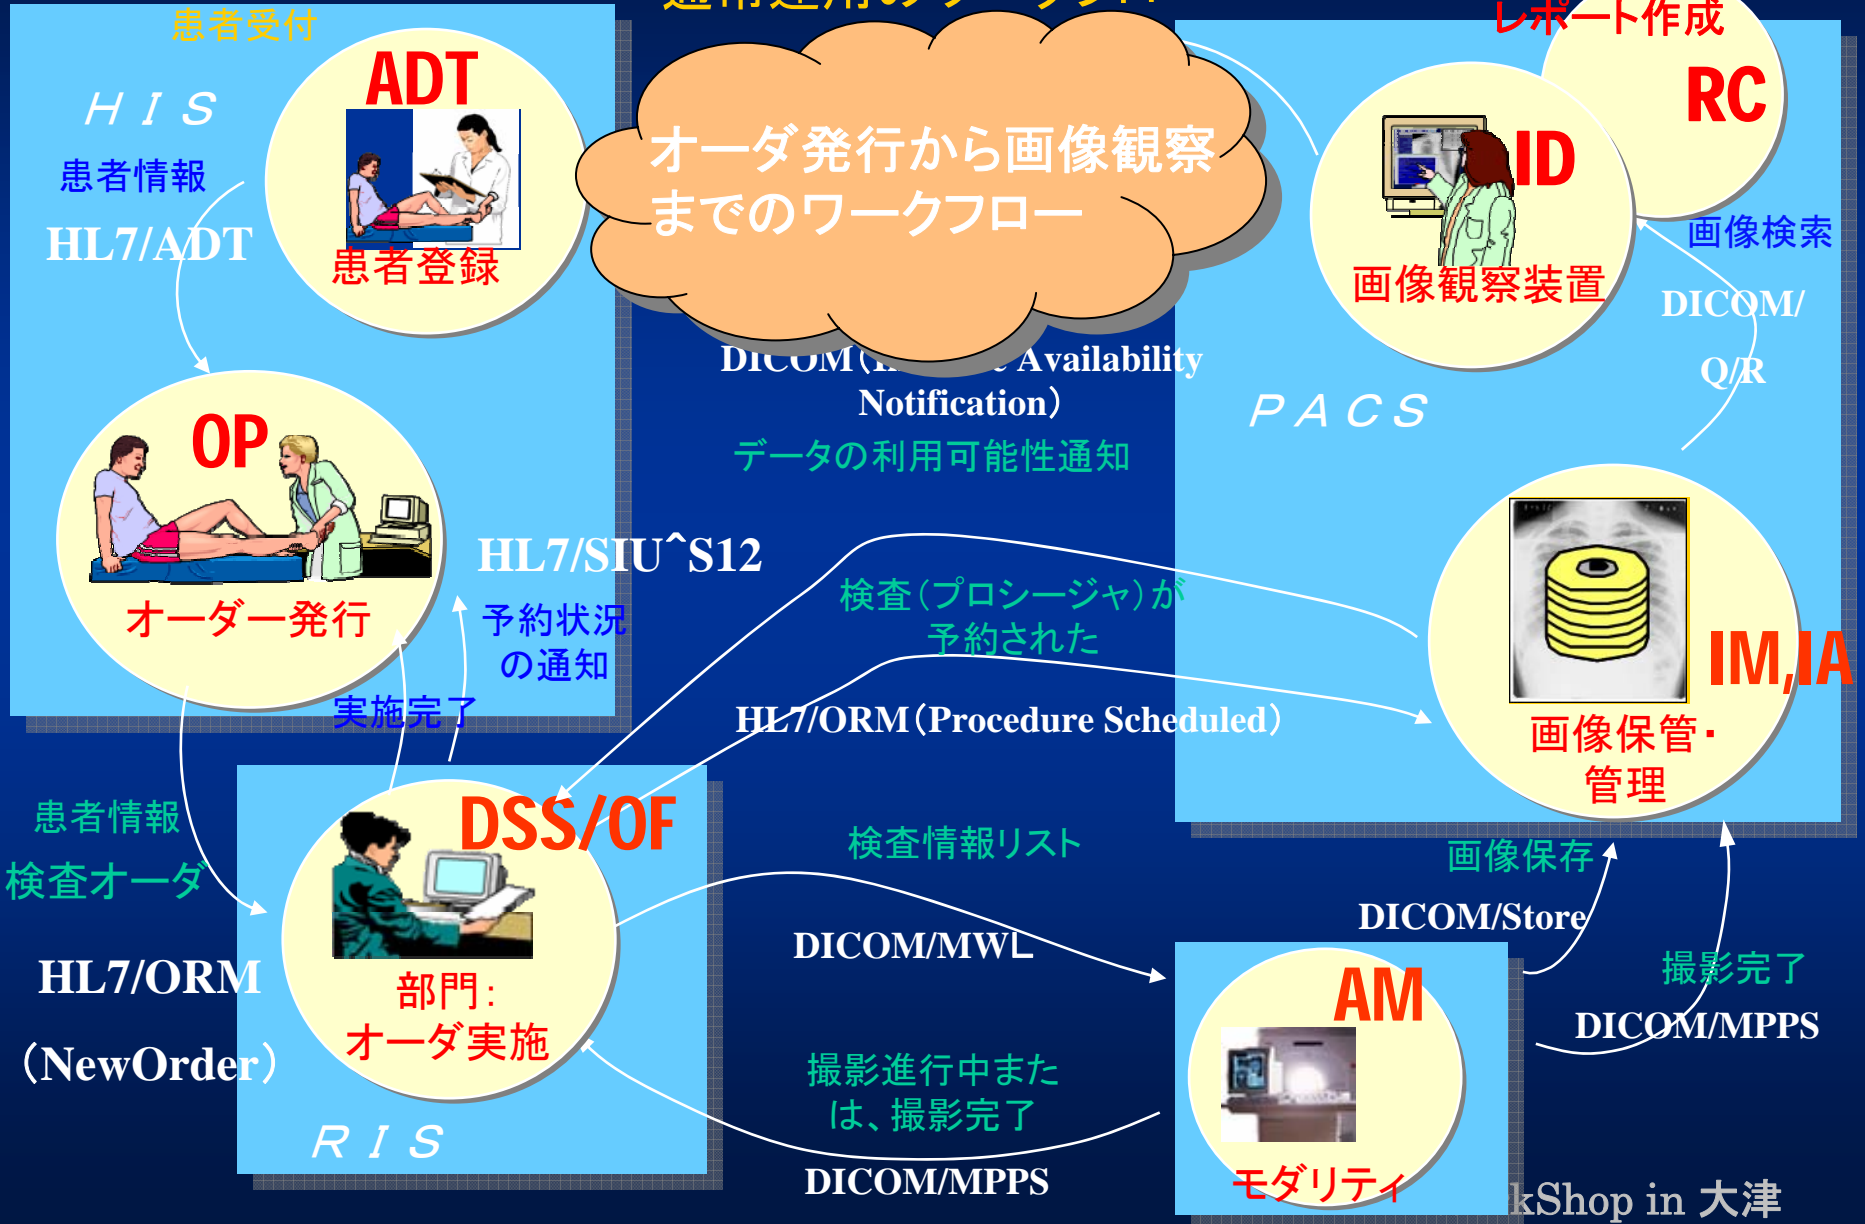 患者受付
ADT
HIS
患者情報
HL7/ADT
患者登録
オーダ発行から画像観察
までのワークフロー
レポート作成
RC
ID
画像観察装置
画像検索
DICOM/
Q/R
PACS
DICOM(
Availability
Notification)
データの利用可能性通知
OP
オーダー発行
HL7/SIU^S12
予約状況
の通知
実施完了
検査(プロシージャ)が
予約された
HL7/ORM(Procedure Scheduled)
IM,IA
画像保管・
管理
患者情報
検査オーダ
HL7/ORM
(NewOrder)
DSS/OF
部門:
オーダ実施
RIS
検査情報リスト
DICOM/MWL
撮影進行中また
は、撮影完了
DICOM/MPPS
画像保存
DICOM/Store
撮影完了
DICOM/MPPS
AM
モダリティ
kShop in 大津